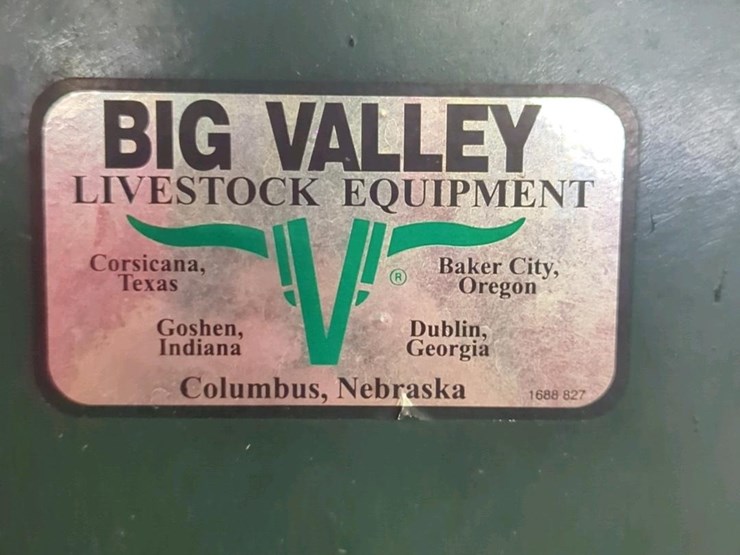 BIG VALLEY
LIVESTOCK EQUIPMENT
Corsicana,
Texas
®
Baker City,
Oregon
Goshen,
Indiana
Dublin,
Georgia
Columbus, Nebraska
1688 827